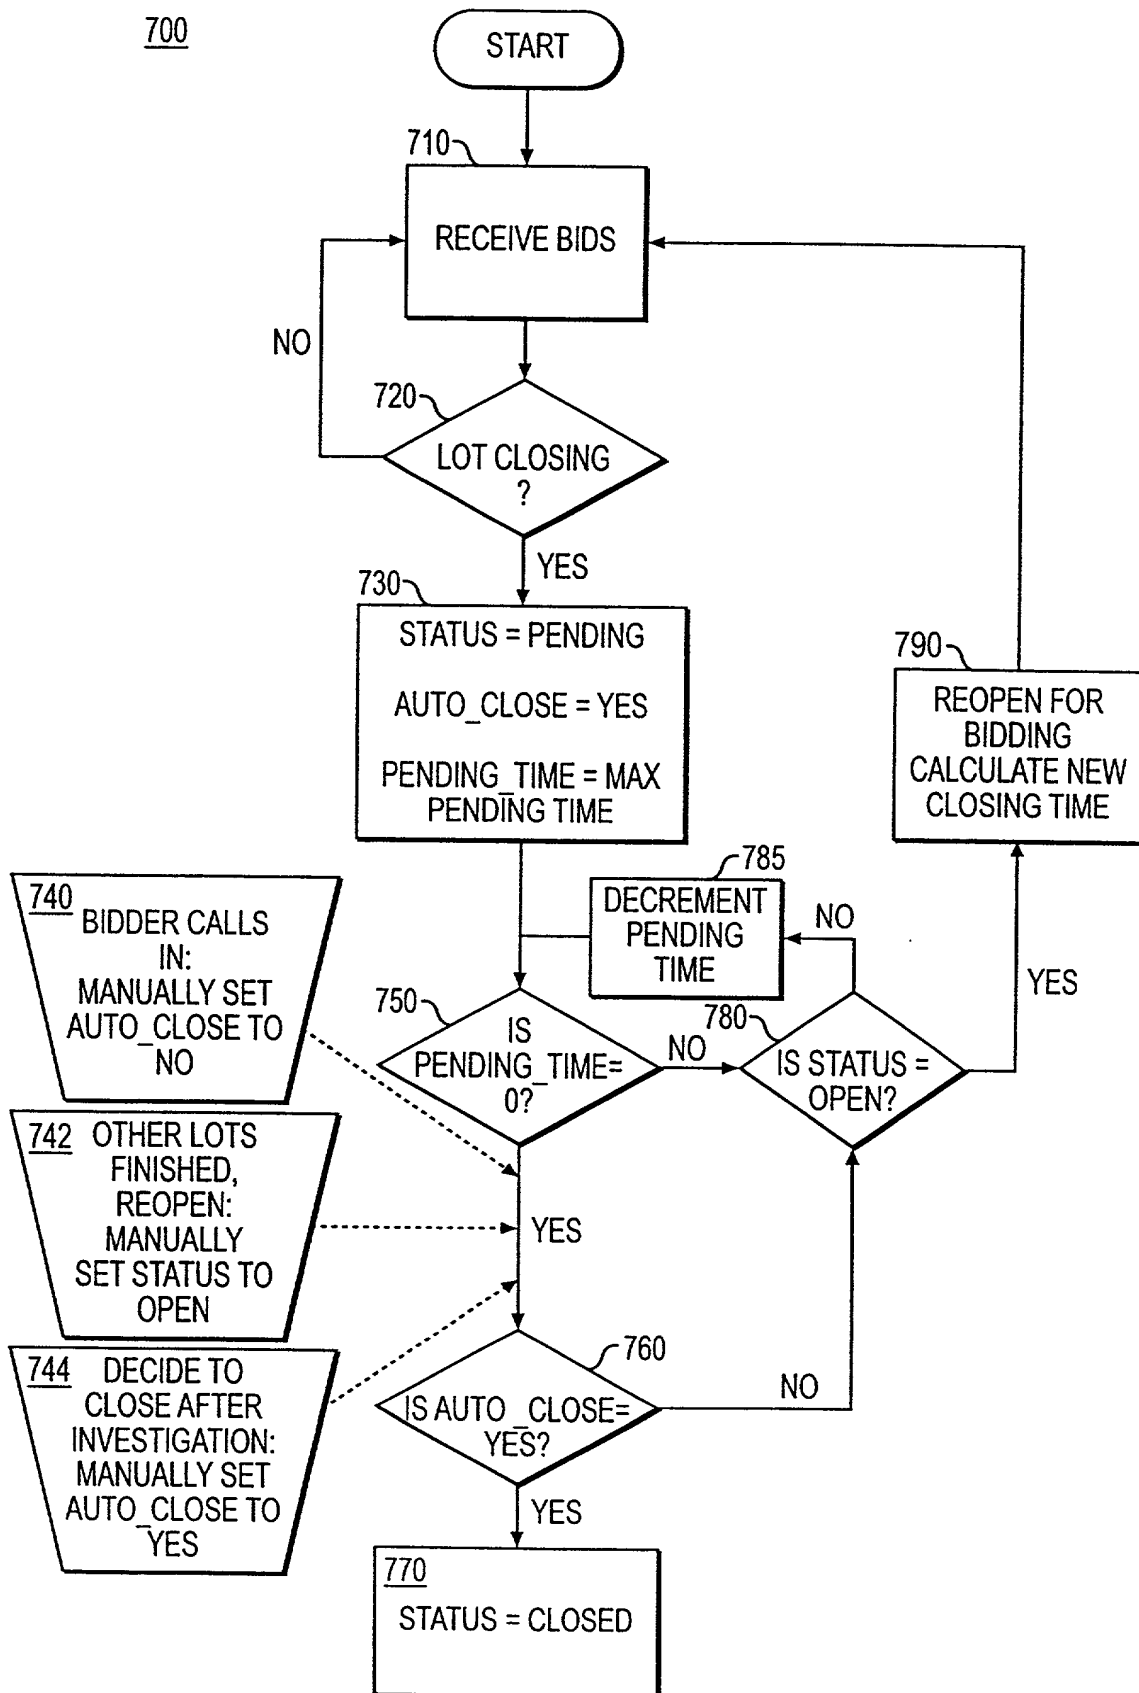 700
START
710
RECEIVE BIDS
NO
720
LOT CLOSING
?
YES
730
STATUS = PENDING
AUTO_CLOSE = YES
PENDING_TIME = MAX
PENDING TIME
790
REOPEN FOR
BIDDING
CALCULATE NEW
CLOSING TIME
785
DECREMENT
PENDING
TIME
NO
YES
740
BIDDER CALLS
IN:
MANUALLY SET
AUTO_CLOSE TO
NO
750
IS
PENDING_TIME=
0?
NO
780
IS STATUS =
OPEN?
742
OTHER LOTS
FINISHED,
REOPEN:
MANUALLY
SET STATUS TO
OPEN
YES
744
DECIDE TO
CLOSE AFTER
INVESTIGATION:
MANUALLY SET
AUTO_CLOSE TO
YES
760
IS AUTO_CLOSE=
YES?
NO
YES
770
STATUS = CLOSED